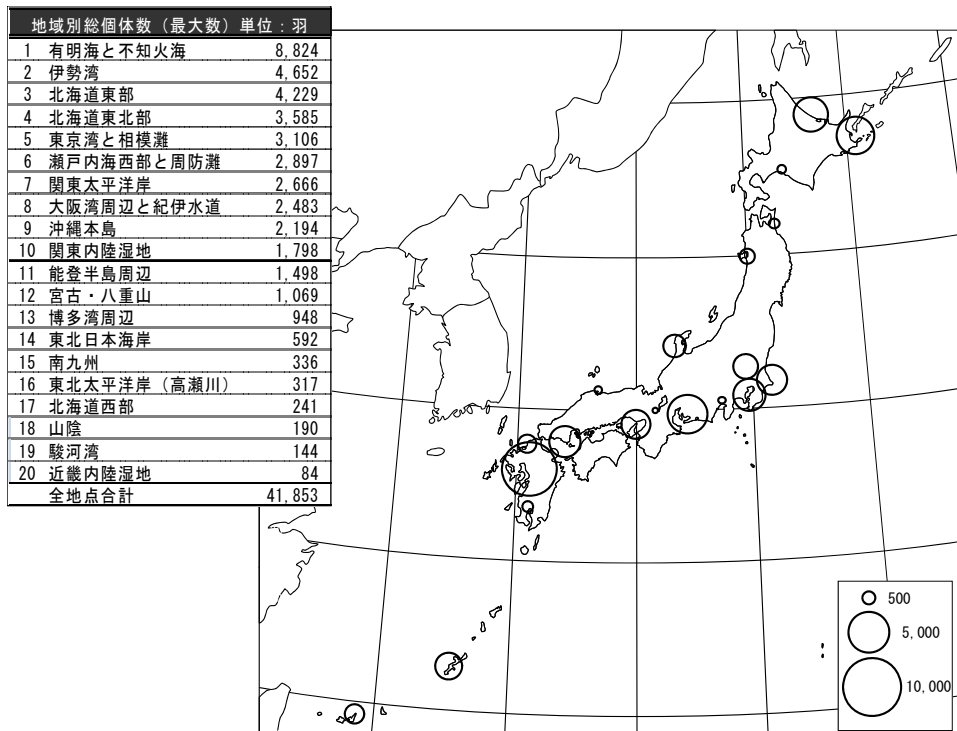 地域別総個体数（最大数）単位：羽
1 有明海と不知火海 8,824
2 伊勢湾 4,652
3 北海道東部 4,229
4 北海道東北部 3,585
5 東京湾と相模灘 3,106
6 瀬戸内海西部と周防灘 2,897
7 関東太平洋岸 2,666
8 大阪湾周辺と紀伊水道 2,483
9 沖縄本島 2,194
10 関東内陸湿地 1,798
11 能登半島周辺 1,498
12 宮古・八重山 1,069
13 博多湾周辺 948
14 東北日本海岸 592
15 南九州 336
16 東北太平洋岸（高瀬川） 317
17 北海道西部 241
18 山陰 190
19 駿河湾 144
20 近畿内陸湿地 84
全地点合計 41,853
500
5,000
10,000